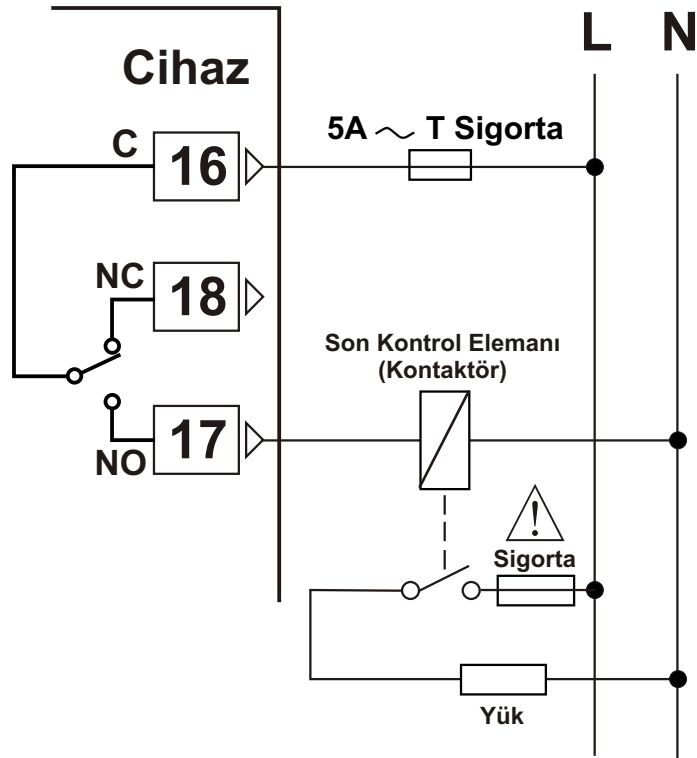 L N
Cihaz
5A ~ T Sigorta
C
16
NC
18
Son Kontrol Elemanı
(Kontaktör)
17
NO
!
Sigorta
Yük